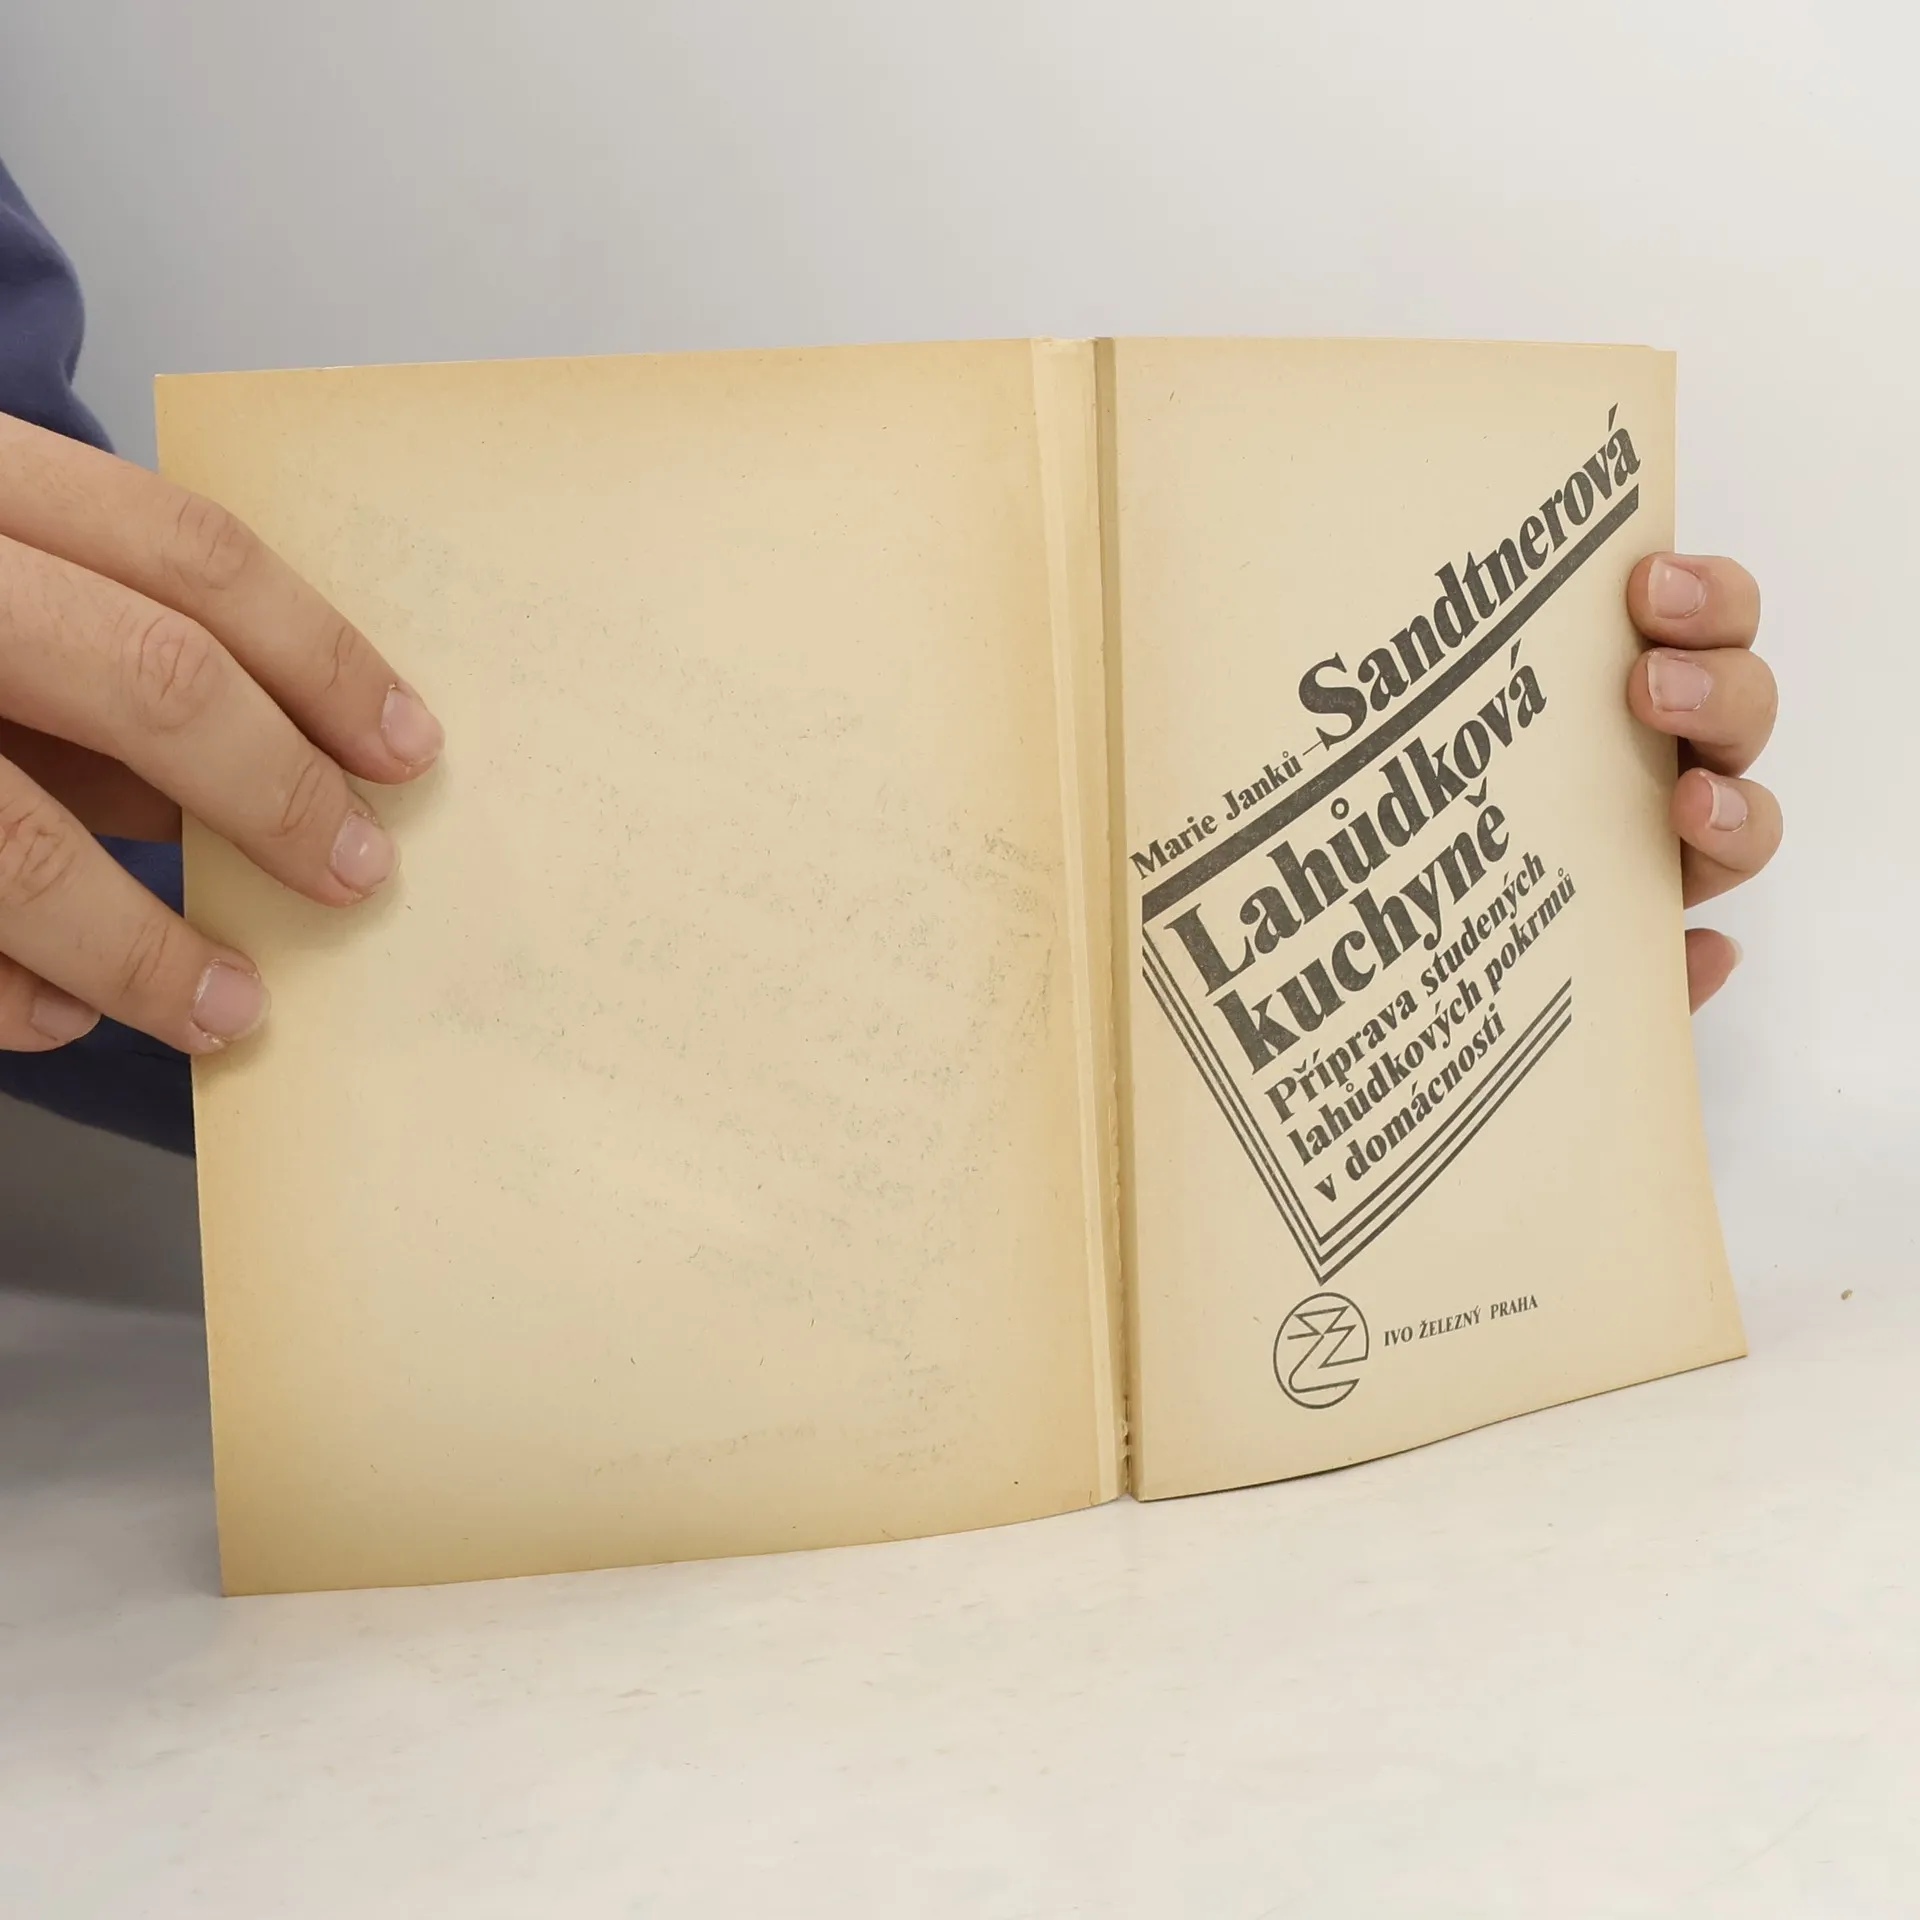 Marie Janků – Sandtnerová
Lahůdková
kuchyně
Příprava studených
lahůdkových pokrmů
v domácnosti
IVO ŽELEZNÝ PRAHA